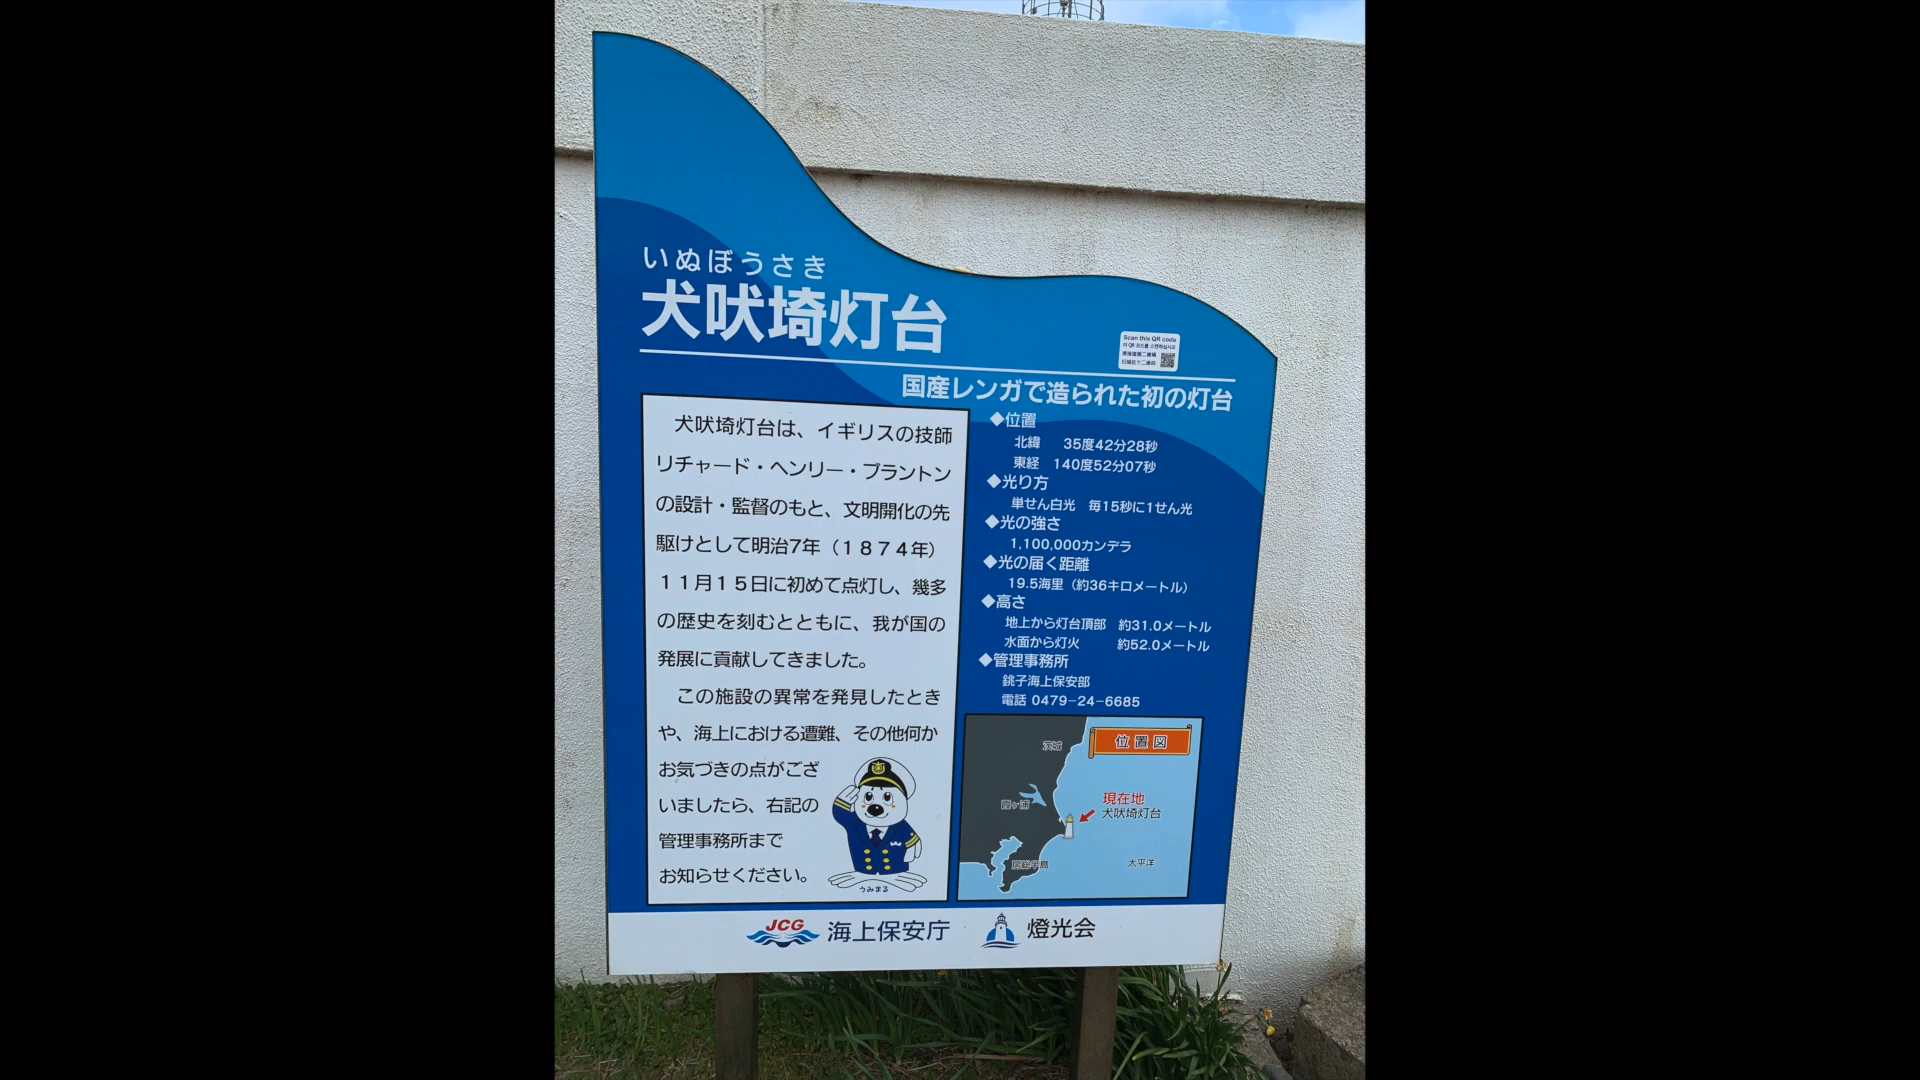 いぬぼうさき
犬吠埼灯台
Scan this QR code
国産レンガで造られた初の灯台
犬吠埼灯台は、イギリスの技師
リチャード・ヘンリー・ブラントン
の設計・監督のもと、文明開化の先
駆けとして明治7年（１８７４年）
１１月１５日に初めて点灯し、幾多
の歴史を刻むとともに、我が国の
発展に貢献してきました。
この施設の異常を発見したとき
や、海上における遭難、その他何か
お気づきの点がござ
いましたら、右記の
管理事務所まで
お知らせください。
うみまる
◆位置
北緯 35度42分28秒
東経 140度52分07秒
◆光り方
単せん白光 毎15秒に1せん光
◆光の強さ
1,100,000カンデラ
◆光の届く距離
19.5海里（約36キロメートル）
◆高さ
地上から灯台頂部 約31.0メートル
水面から灯火 約52.0メートル
◆管理事務所
銚子海上保安部
電話 0479-24-6685
位置図
茨城
霞ヶ浦
現在地
犬吠埼灯台
房総半島
太平洋
JCG 海上保安庁
燈光会